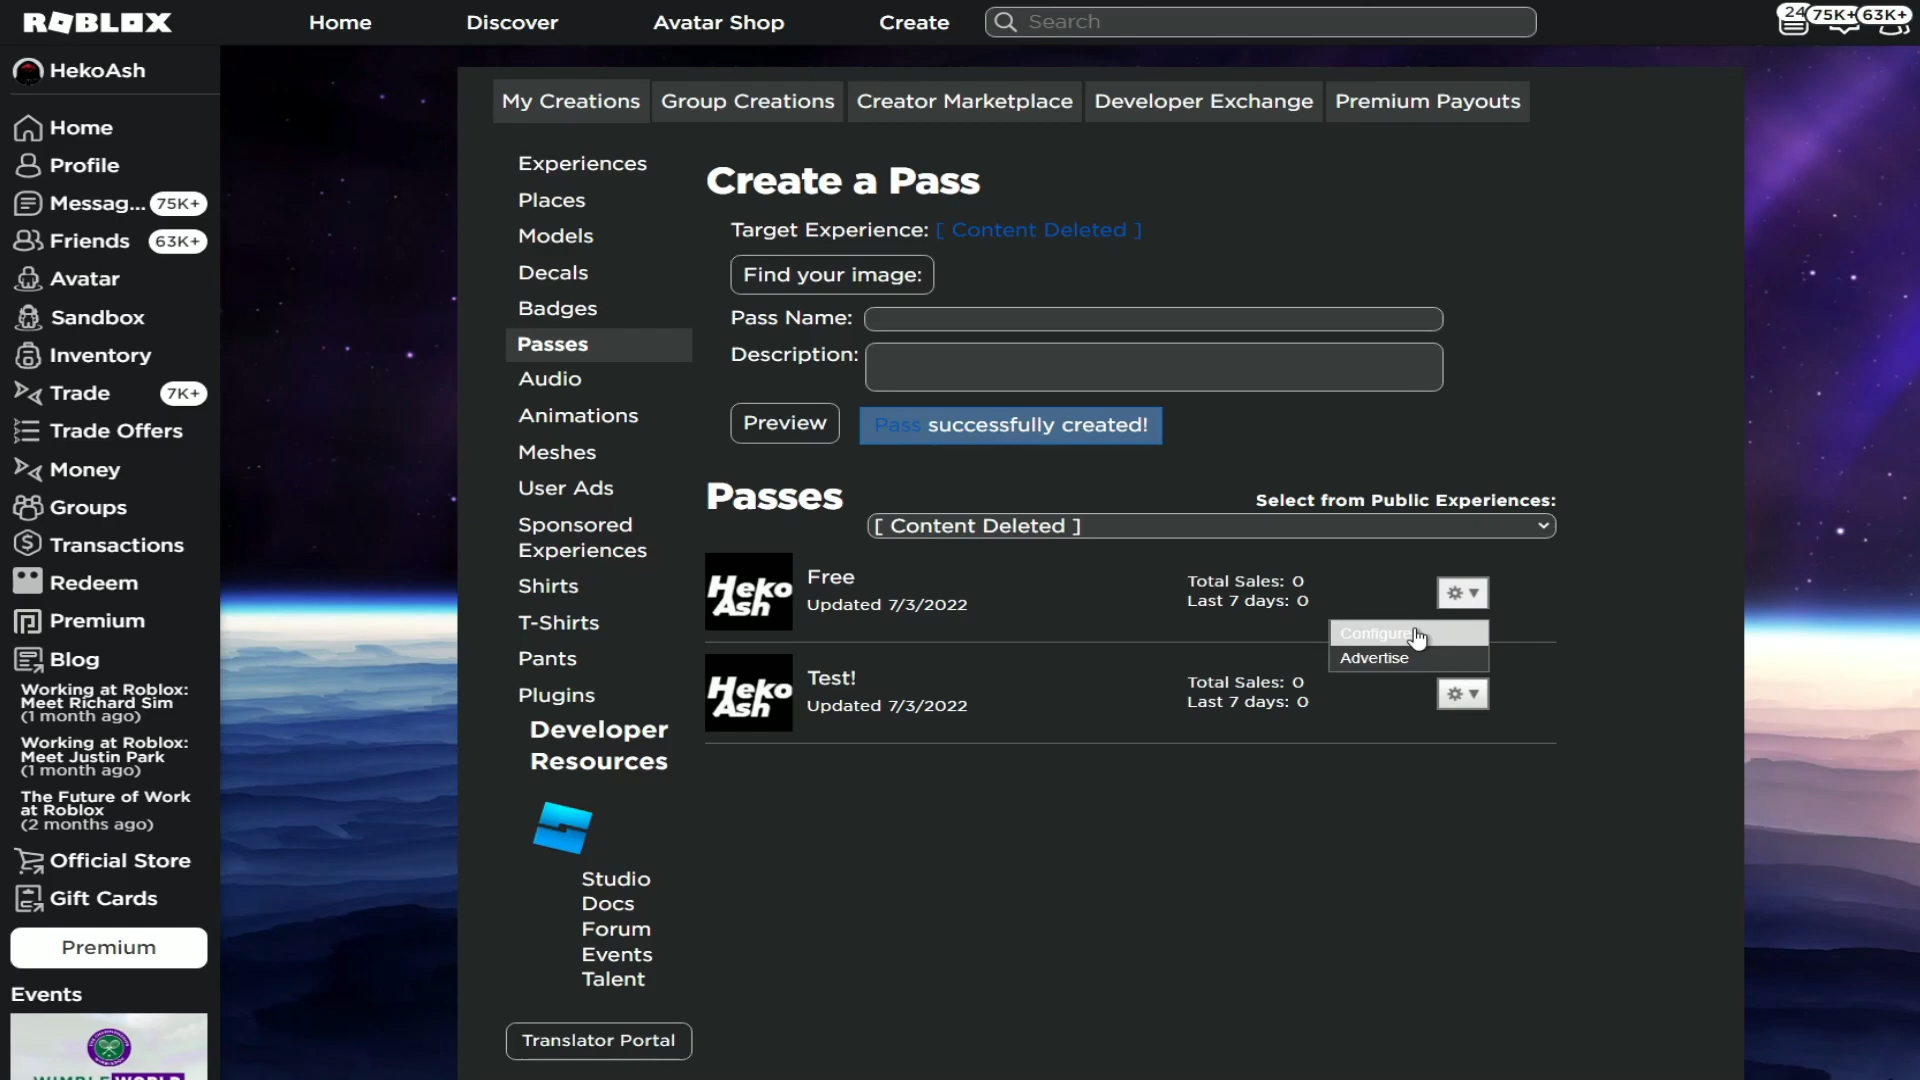 ROBLOX
Home
Discover
Avatar Shop
Create
Search
24
75K+
63K+
HekoAsh
Home
Profile
Messag... 75K+
Friends 63K+
Avatar
Sandbox
Inventory
Trade 7K+
Trade Offers
Money
Groups
Transactions
Redeem
Premium
Blog
Working at Roblox:
Meet Richard Sim
(1 month ago)
Working at Roblox:
Meet Justin Park
(1 month ago)
The Future of Work
at Roblox
(2 months ago)
Official Store
Gift Cards
Premium
Events
My Creations
Group Creations
Creator Marketplace
Developer Exchange
Premium Payouts
Experiences
Places
Models
Decals
Badges
Passes
Audio
Animations
Meshes
User Ads
Sponsored
Experiences
Shirts
T-Shirts
Pants
Plugins
Developer
Resources
Studio
Docs
Forum
Events
Talent
Translator Portal
Create a Pass
Target Experience: [ Content Deleted ]
Find your image:
Pass Name:
Description:
Preview
Pass successfully created!
Passes
Select from Public Experiences:
[ Content Deleted ]
Heko
Ash
Free
Updated 7/3/2022
Total Sales: 0
Last 7 days: 0
Configure
Advertise
Heko
Ash
Test!
Updated 7/3/2022
Total Sales: 0
Last 7 days: 0